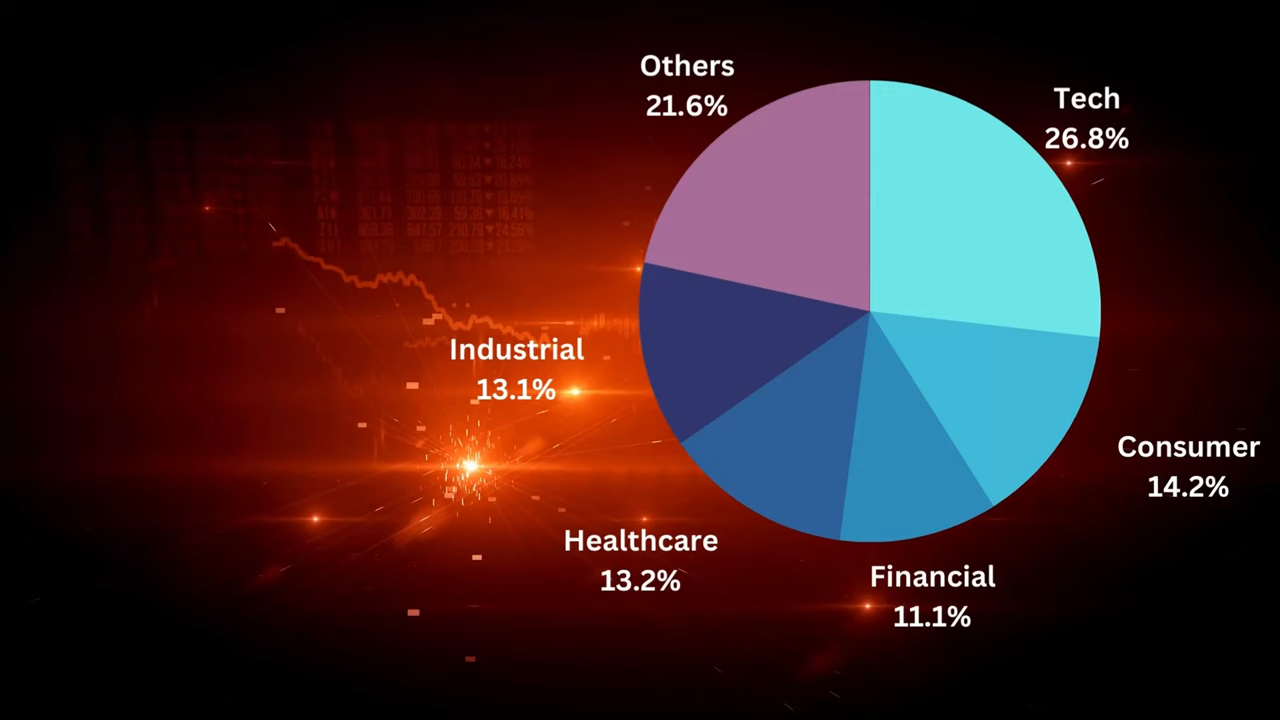 Others
21.6%
Tech
26.8%
Industrial
13.1%
Consumer
14.2%
Healthcare
13.2%
Financial
11.1%